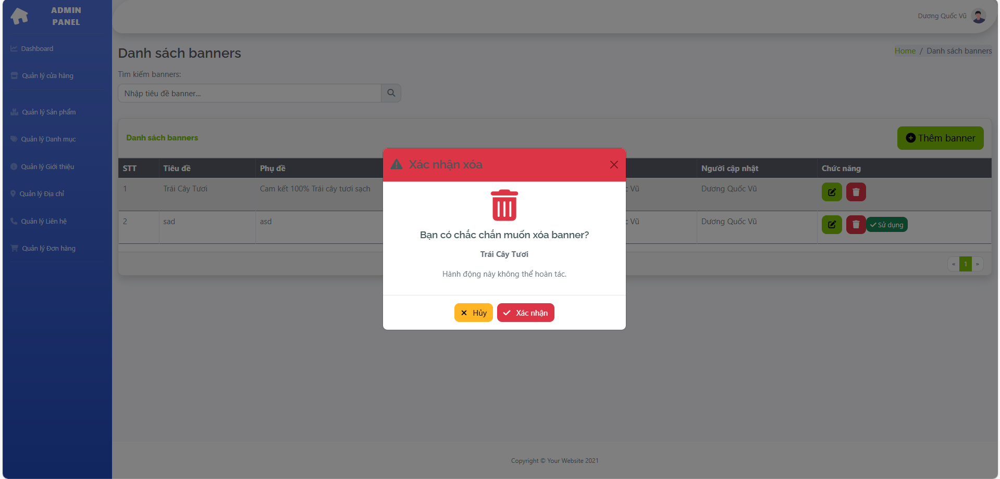 ADMIN
PANEL
Dương Quốc Vũ
Dashboard
Quản lý cửa hàng
Quản lý Sản phẩm
Quản lý Danh mục
Quản lý Giới thiệu
Quản lý Địa chỉ
Quản lý Liên hệ
Quản lý Đơn hàng
Danh sách banners
Home / Danh sách banners
Tìm kiếm banners:
Nhập tiêu đề banner...
Danh sách banners
Thêm banner
STT Tiêu đề Phụ đề Người cập nhật Chức năng
1 Trái Cây Tươi Cam kết 100% Trái cây tươi sạch Vũ Dương Quốc Vũ
2 sad asd Vũ Dương Quốc Vũ Sử dụng
« 1 »
Xác nhận xóa
Bạn có chắc chắn muốn xóa banner?
Trái Cây Tươi
Hành động này không thể hoàn tác.
Hủy Xác nhận
Copyright © Your Website 2021